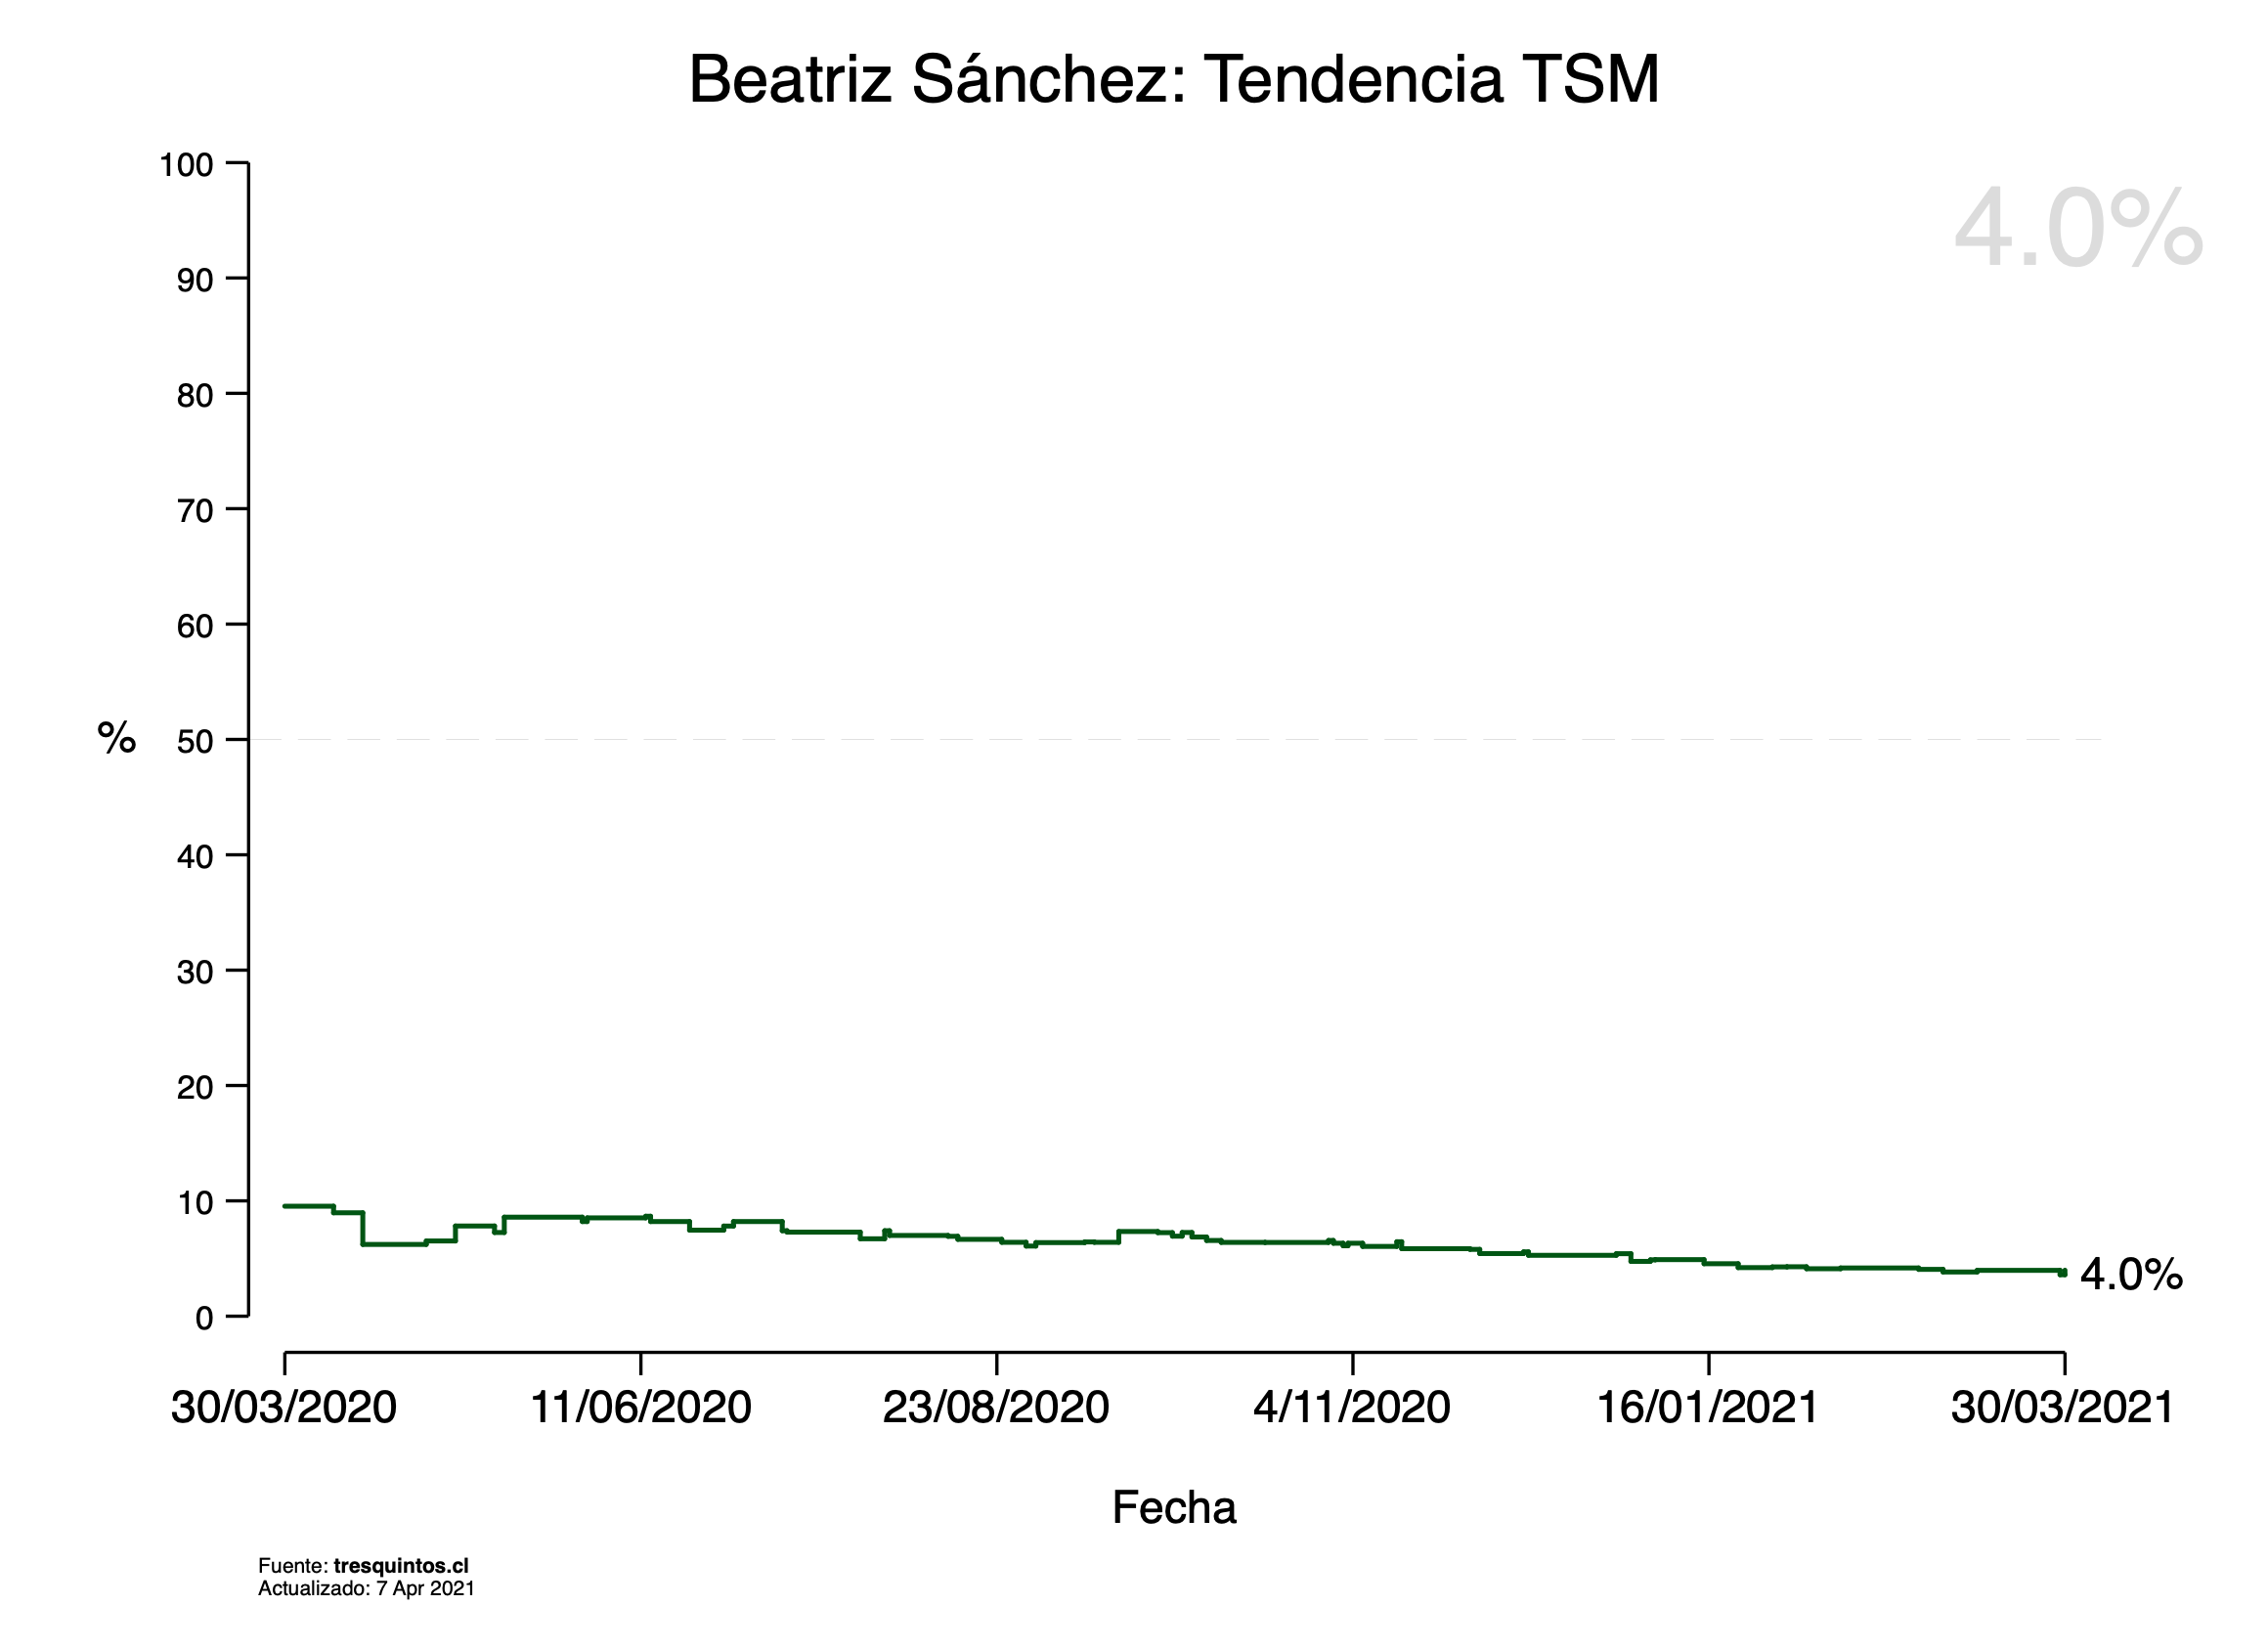 Beatriz Sánchez: Tendencia TSM
4.0%
100
90
80
70
60
50
40
30
20
10
0
%
4.0%
30/03/2020 11/06/2020 23/08/2020 4/11/2020 16/01/2021 30/03/2021
Fecha
Fuente: tresquintos.cl
Actualizado: 7 Apr 2021